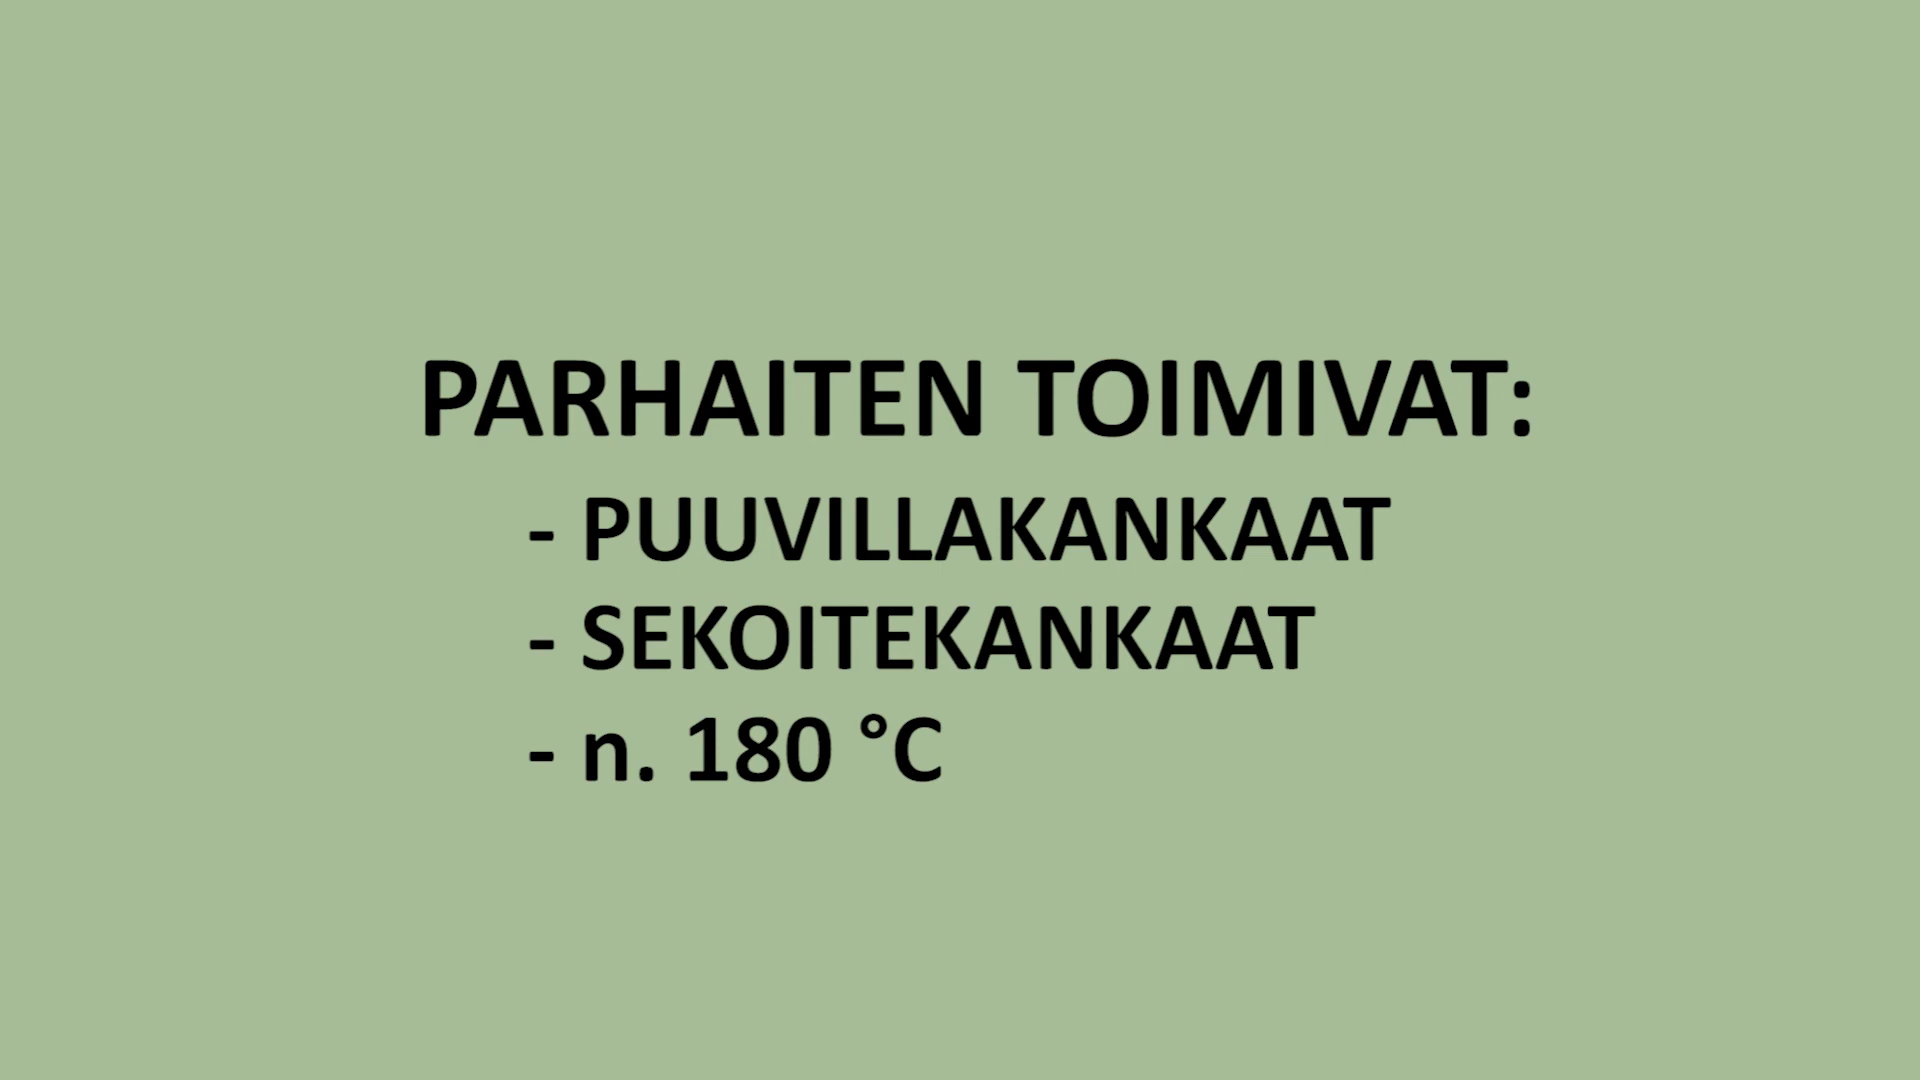 PARHAITEN TOIMIVAT:
- PUUVILLAKANKAAT
- SEKOITEKANKAAT
- n. 180 °C